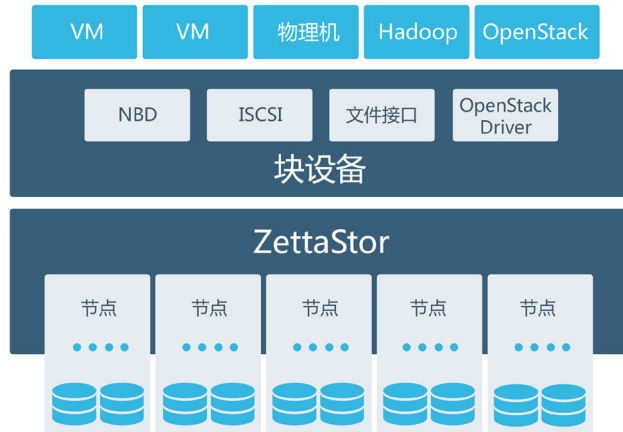 VM VM 物理机 Hadoop OpenStack
NBD ISCSI 文件接口 OpenStack
Driver
块设备
ZettaStor
节点 节点 节点 节点 节点